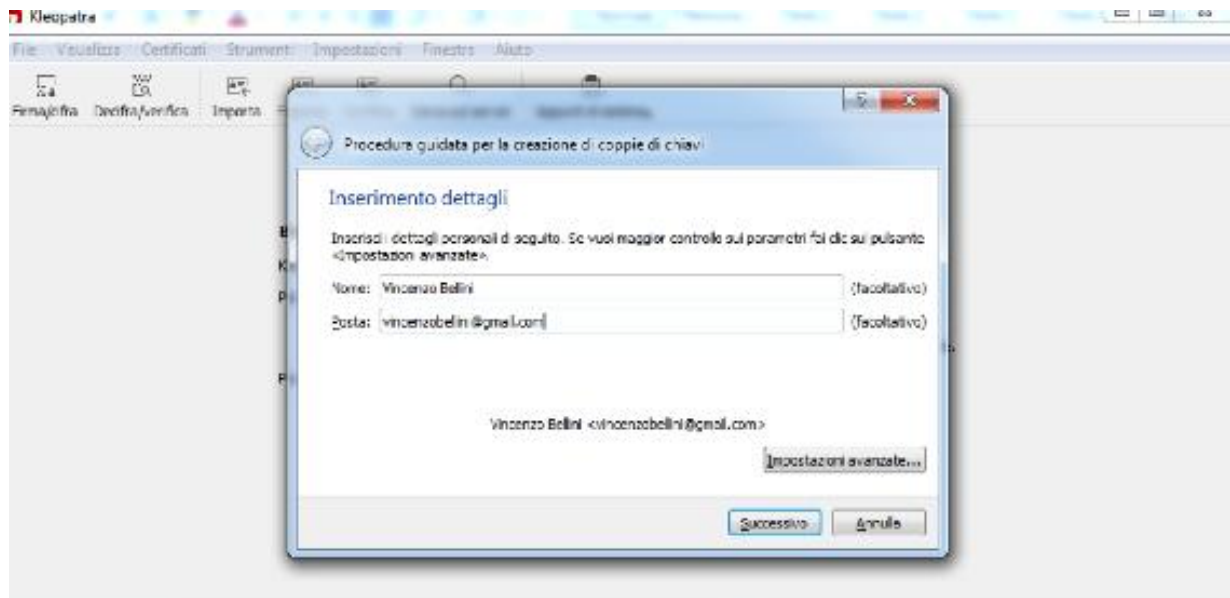 Kleopatra
File Visualizza Certificati Strumenti Impostazioni Finestra Aiuto
Firma/cifra Decifra/verifica Importa
Procedura guidata per la creazione di coppie di chiavi
Inserimento dettagli
Inserisci i dettagli personali di seguito. Se vuoi maggior controllo sui parametri fai clic sul pulsante
«Impostazioni avanzate».
Nome: Vincenzo Bellini (facoltativo)
Posta: vincenzobellini@gmail.com (facoltativo)
Vincenzo Bellini <vincenzobellini@gmail.com>
Impostazioni avanzate...
Successivo Annulla